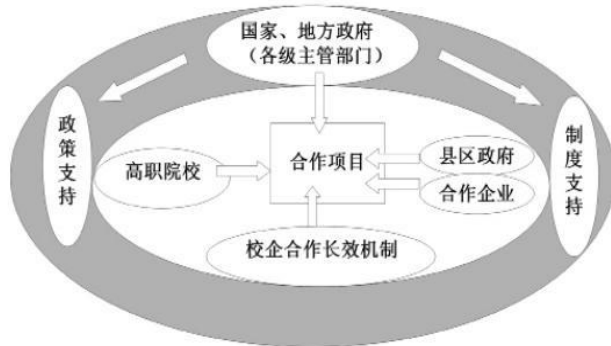 国家、地方政府
（各级主管部门）
政策支持
制度支持
高职院校
合作项目
县区政府
合作企业
校企合作长效机制